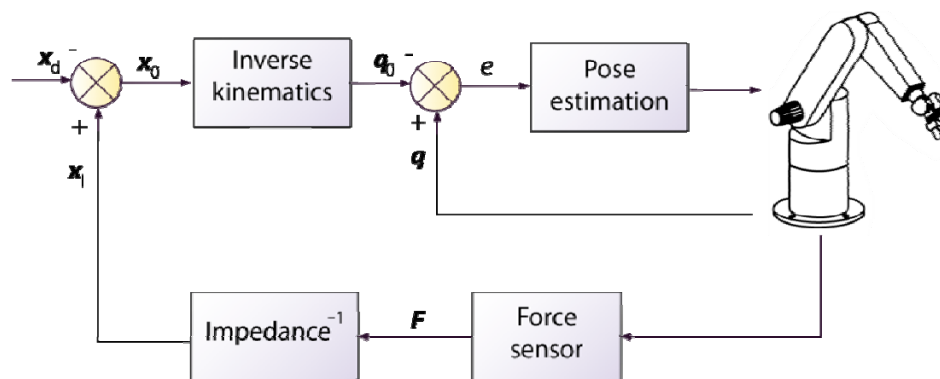 x_d
-
x_0
+
x_I
Inverse
kinematics
q_0
-
e
+
q
Pose
estimation
Impedance^-1
F
Force
sensor